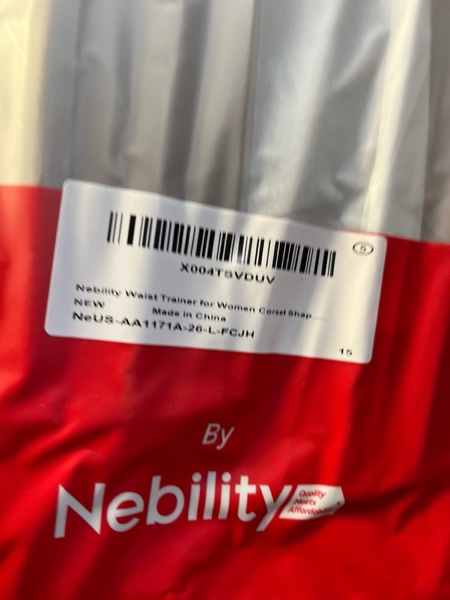 X004TSVDUV
Nebility Waist Trainer for Women Corset Shap......
NEW Made in China
NeUS-AA1171A-26-L-FCJH
15
By
Nebility
Quality
Meets
Affordable